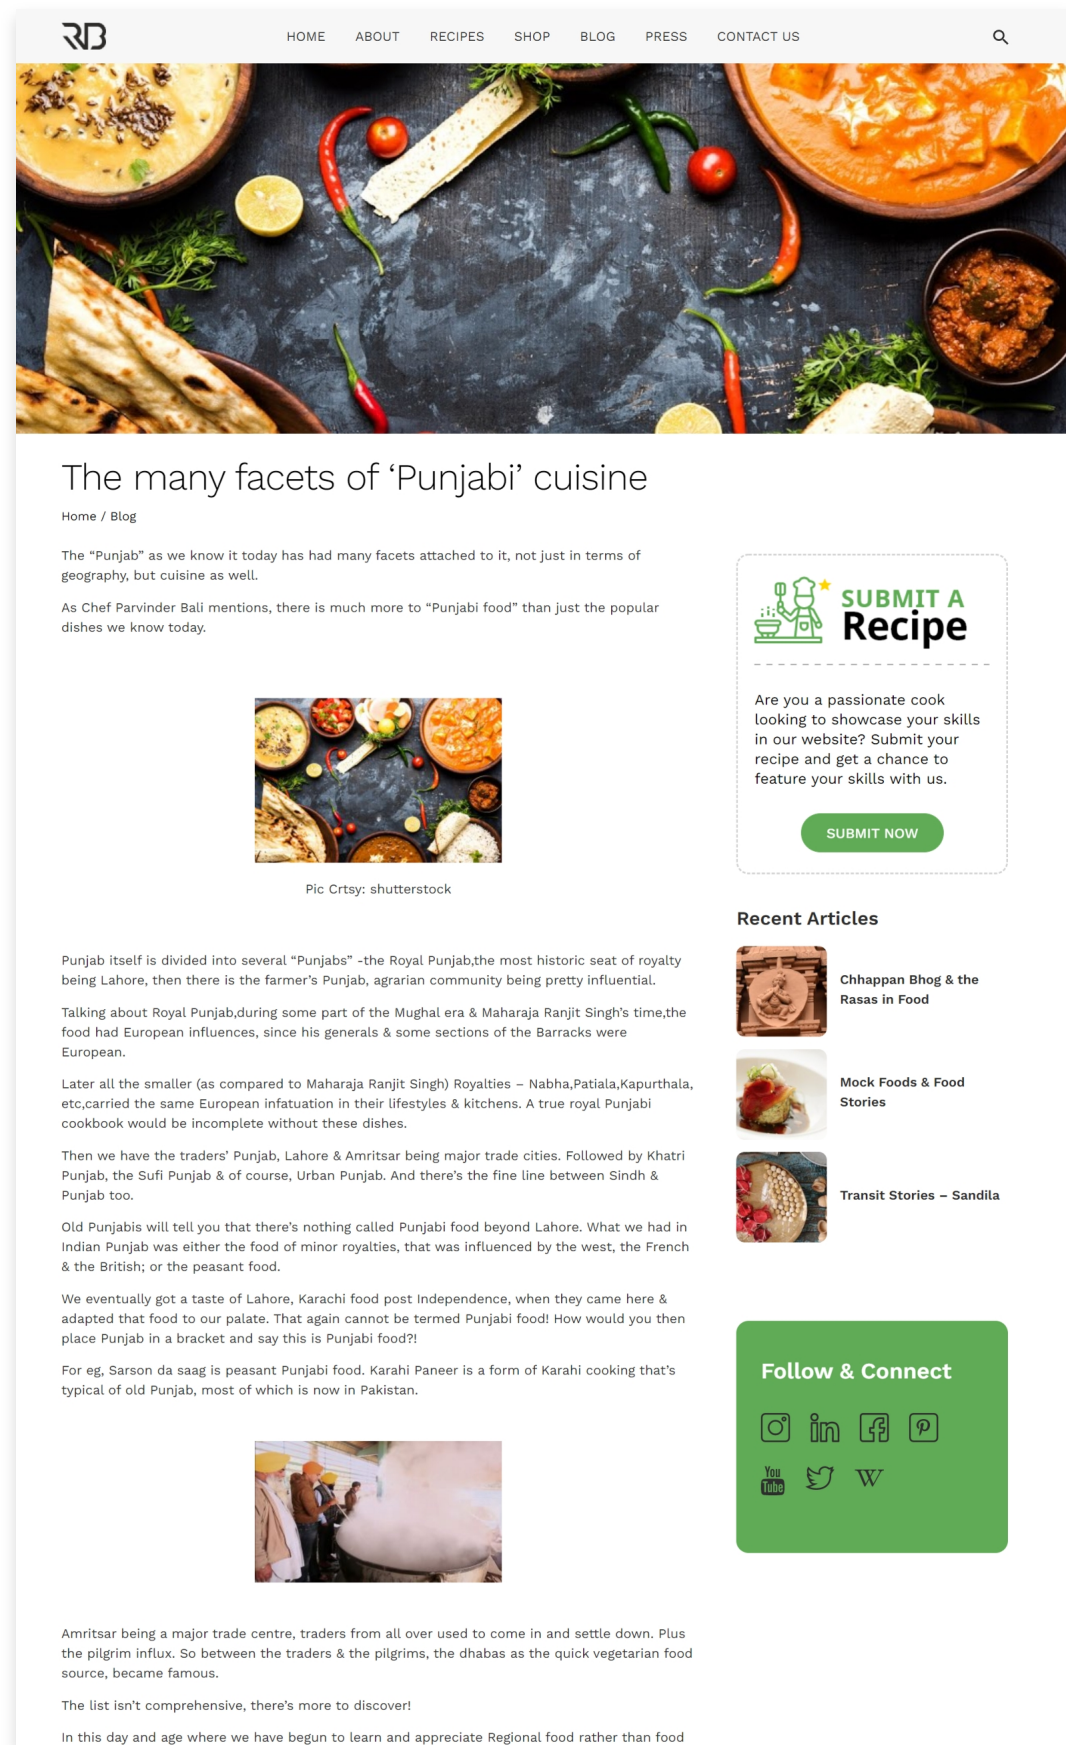 RB
HOME ABOUT RECIPES SHOP BLOG PRESS CONTACT US
The many facets of ‘Punjabi’ cuisine
Home / Blog
The “Punjab” as we know it today has had many facets attached to it, not just in terms of
geography, but cuisine as well.
As Chef Parvinder Bali mentions, there is much more to “Punjabi food” than just the popular
dishes we know today.
Pic Crtsy: shutterstock
Punjab itself is divided into several “Punjabs” -the Royal Punjab,the most historic seat of royalty
being Lahore, then there is the farmer’s Punjab, agrarian community being pretty influential.
Talking about Royal Punjab,during some part of the Mughal era & Maharaja Ranjit Singh’s time,the
food had European influences, since his generals & some sections of the Barracks were
European.
Later all the smaller (as compared to Maharaja Ranjit Singh) Royalties – Nabha,Patiala,Kapurthala,
etc,carried the same European infatuation in their lifestyles & kitchens. A true royal Punjabi
cookbook would be incomplete without these dishes.
Then we have the traders’ Punjab, Lahore & Amritsar being major trade cities. Followed by Khatri
Punjab, the Sufi Punjab & of course, Urban Punjab. And there’s the fine line between Sindh &
Punjab too.
Old Punjabis will tell you that there’s nothing called Punjabi food beyond Lahore. What we had in
Indian Punjab was either the food of minor royalties, that was influenced by the west, the French
& the British; or the peasant food.
We eventually got a taste of Lahore, Karachi food post Independence, when they came here &
adapted that food to our palate. That again cannot be termed Punjabi food! How would you then
place Punjab in a bracket and say this is Punjabi food?!
For eg, Sarson da saag is peasant Punjabi food. Karahi Paneer is a form of Karahi cooking that’s
typical of old Punjab, most of which is now in Pakistan.
Amritsar being a major trade centre, traders from all over used to come in and settle down. Plus
the pilgrim influx. So between the traders & the pilgrims, the dhabas as the quick vegetarian food
source, became famous.
The list isn’t comprehensive, there’s more to discover!
In this day and age where we have begun to learn and appreciate Regional food rather than food
SUBMIT A
Recipe
Are you a passionate cook
looking to showcase your skills
in our website? Submit your
recipe and get a chance to
feature your skills with us.
SUBMIT NOW
Recent Articles
Chhappan Bhog & the
Rasas in Food
Mock Foods & Food
Stories
Transit Stories – Sandila
Follow & Connect
You
Tube